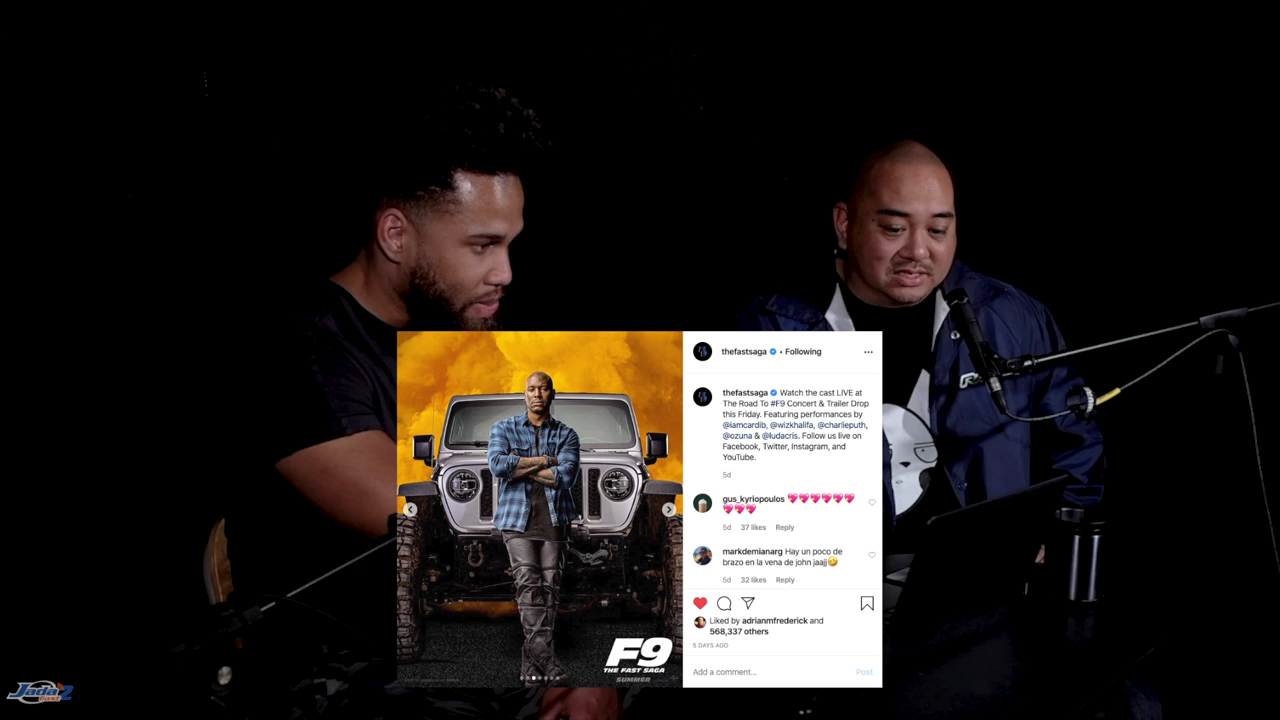 thefastsaga • Following
thefastsaga Watch the cast LIVE at
The Road To #F9 Concert & Trailer Drop
this Friday. Featuring performances by
@iamcardib, @wizkhalifa, @charlieputh,
@ozuna & @ludacris. Follow us live on
Facebook, Twitter, Instagram, and
YouTube.
5d
gus_kyriopoulos 💖💖💖💖💖💖
💖💖💖
5d 37 likes Reply
markdemianarg Hay un poco de
brazo en la vena de john jaajj🤣
5d 32 likes Reply
Liked by adrianmfrederick and
568,337 others
5 DAYS AGO
Add a comment... Post
F9
THE FAST SAGA
SUMMER
Jada